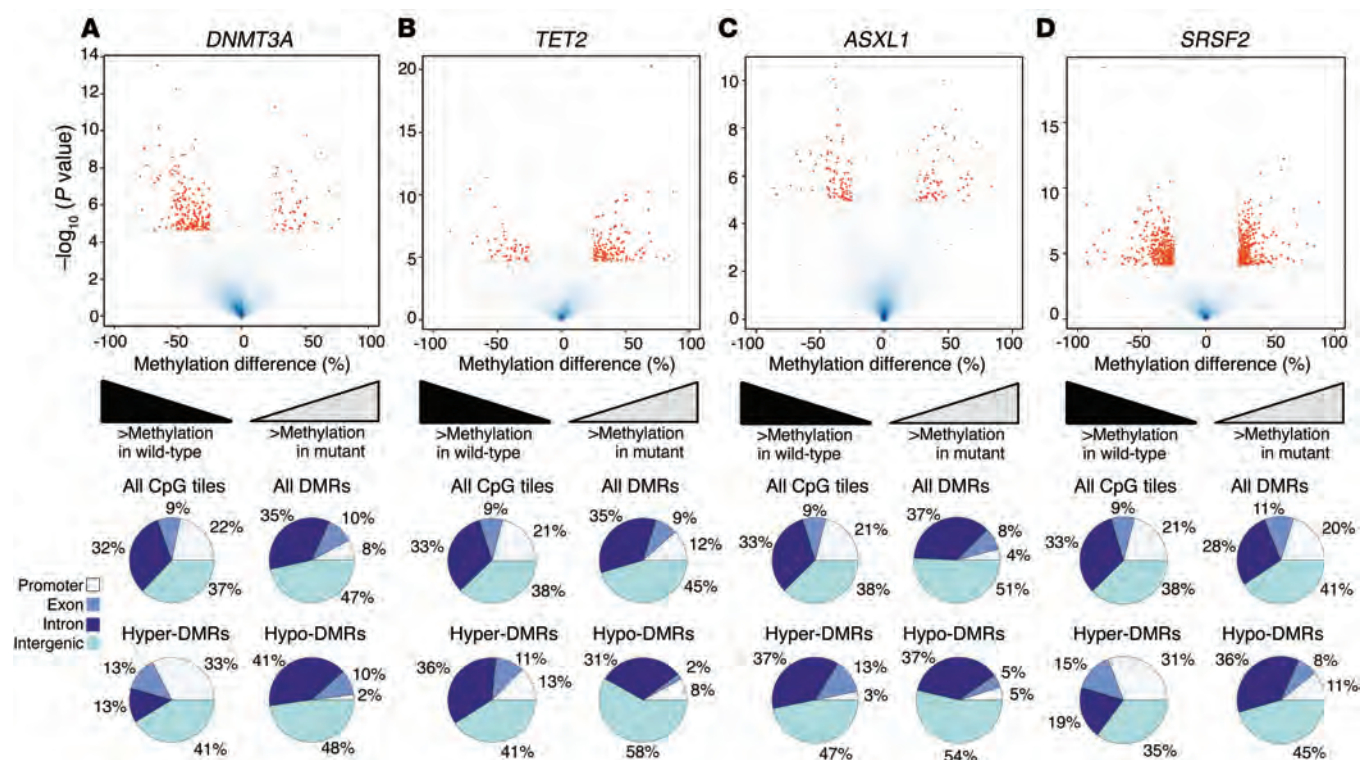 A DNMT3A
B TET2
C ASXL1
D SRSF2
–log10 (P value)
14
12
10
8
6
4
2
0
-100 -50 0 50 100
Methylation difference (%)
20
15
10
5
0
-100 -50 0 50 100
Methylation difference (%)
10
8
6
4
2
0
-100 -50 0 50 100
Methylation difference (%)
15
10
5
0
-100 -50 0 50 100
Methylation difference (%)
>Methylation
in wild-type
>Methylation
in mutant
>Methylation
in wild-type
>Methylation
in mutant
>Methylation
in wild-type
>Methylation
in mutant
>Methylation
in wild-type
>Methylation
in mutant
Promoter
Exon
Intron
Intergenic
All CpG tiles
9%
22%
32%
37%
All DMRs
35%
10%
8%
47%
Hyper-DMRs
13%
33%
13%
41%
Hypo-DMRs
41%
10%
2%
48%
All CpG tiles
9%
21%
33%
38%
All DMRs
35%
9%
12%
45%
Hyper-DMRs
36%
11%
13%
41%
Hypo-DMRs
31%
2%
8%
58%
All CpG tiles
9%
21%
33%
38%
All DMRs
37%
8%
4%
51%
Hyper-DMRs
37%
13%
3%
47%
Hypo-DMRs
37%
5%
5%
54%
All CpG tiles
9%
21%
33%
38%
All DMRs
11%
20%
28%
41%
Hyper-DMRs
15%
31%
19%
35%
Hypo-DMRs
36%
8%
11%
45%